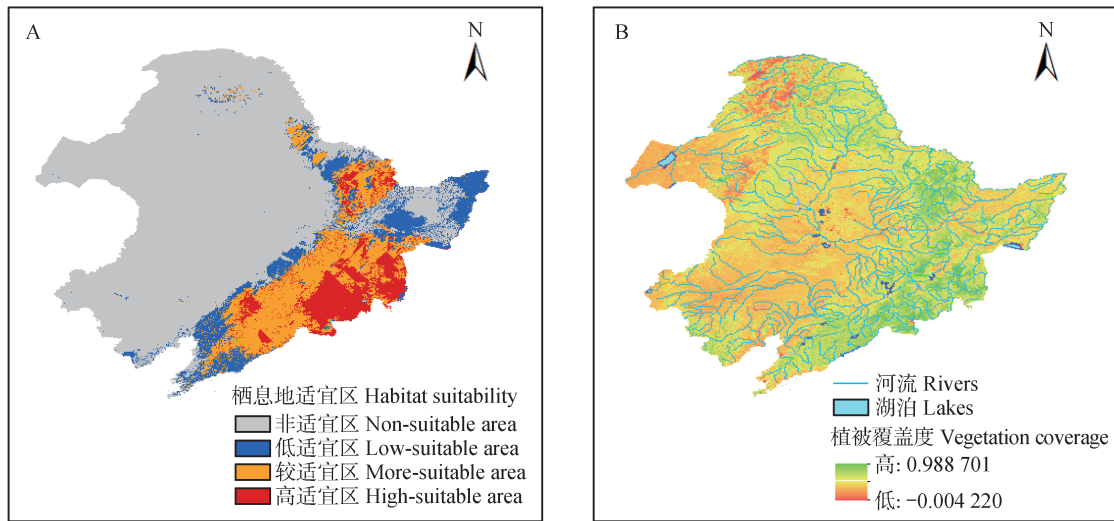 A
N
栖息地适宜区 Habitat suitability
非适宜区 Non-suitable area
低适宜区 Low-suitable area
较适宜区 More-suitable area
高适宜区 High-suitable area
B
N
河流 Rivers
湖泊 Lakes
植被覆盖度 Vegetation coverage
高: 0.988 701
低: −0.004 220